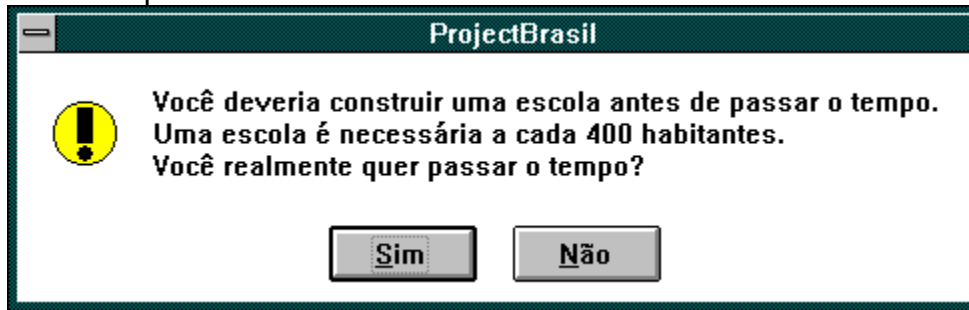 ProjectBrasil
Você deveria construir uma escola antes de passar o tempo.
Uma escola é necessária a cada 400 habitantes.
Você realmente quer passar o tempo?
Sim Não